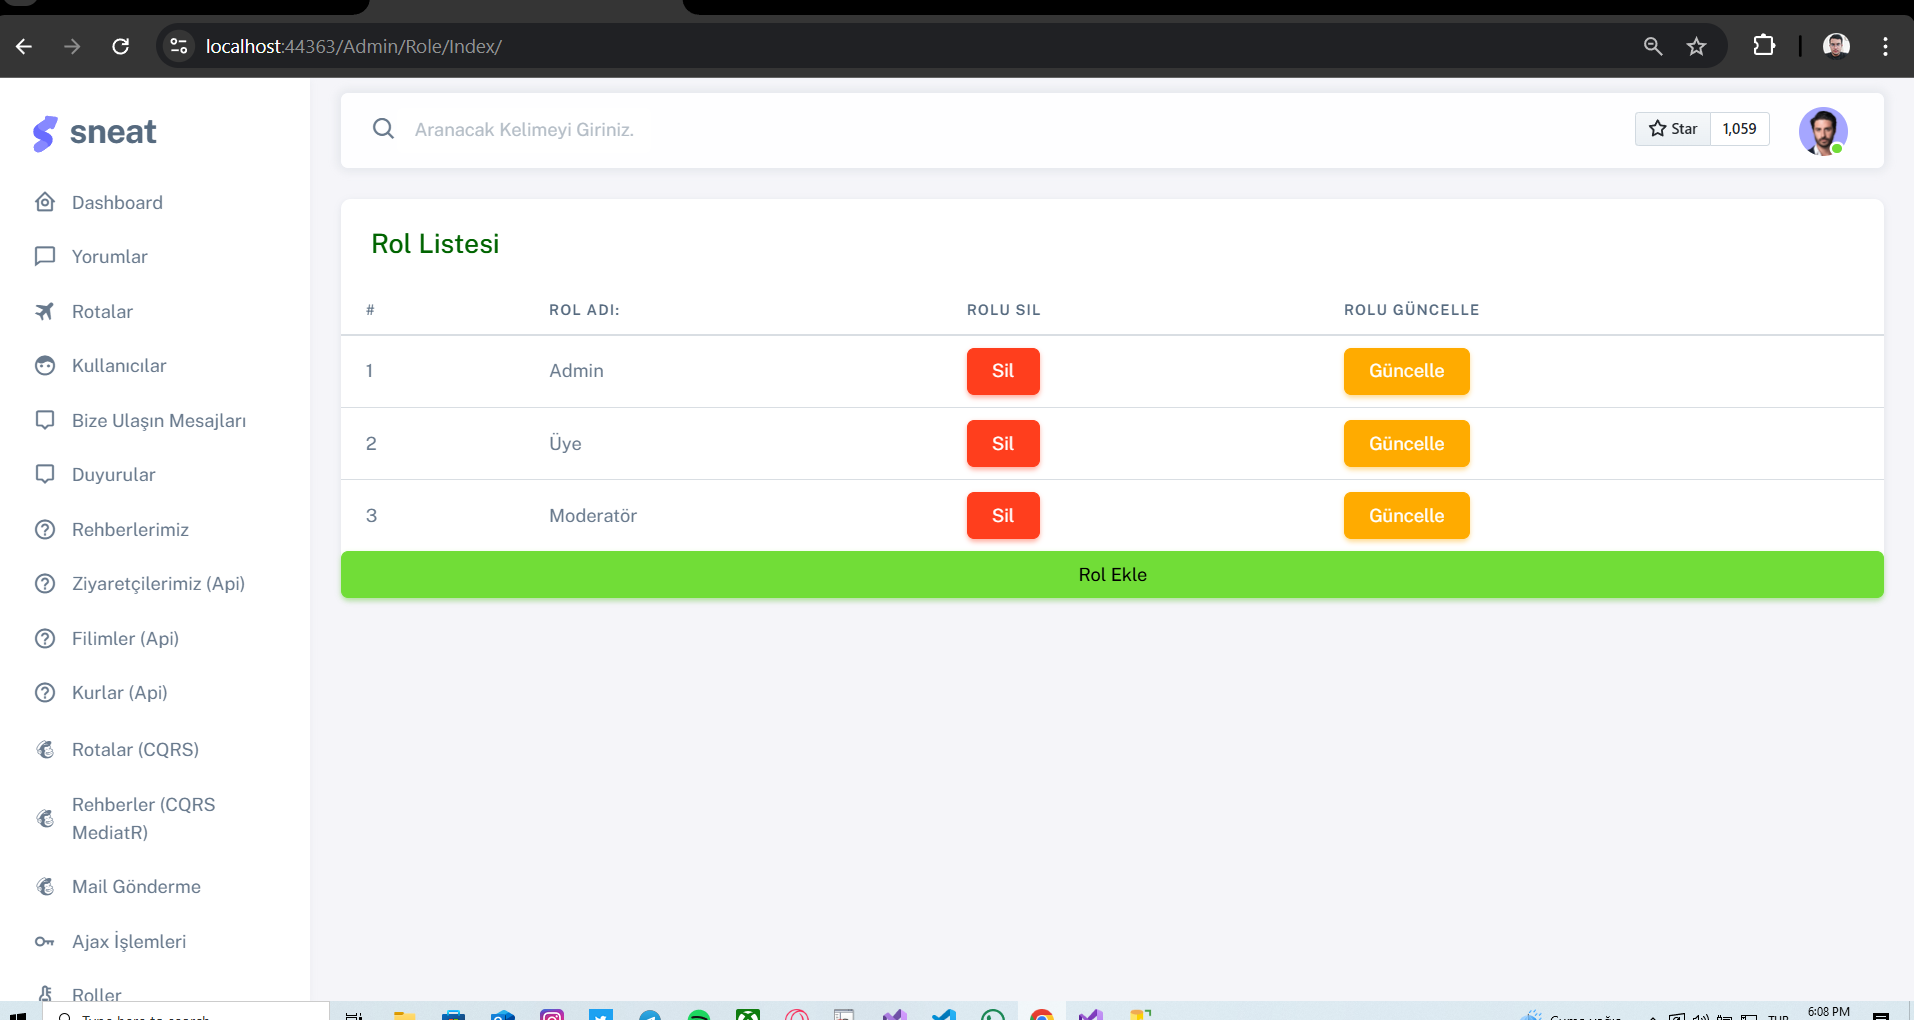 localhost:44363/Admin/Role/Index/
sneat
Aranacak Kelimeyi Giriniz.
Star 1,059
Dashboard
Yorumlar
Rotalar
Kullanıcılar
Bize Ulaşın Mesajları
Duyurular
Rehberlerimiz
Ziyaretçilerimiz (Api)
Filimler (Api)
Kurlar (Api)
Rotalar (CQRS)
Rehberler (CQRS
MediatR)
Mail Gönderme
Ajax İşlemleri
Roller
Rol Listesi
# ROL ADI: ROLU SIL ROLU GÜNCELLE
1 Admin Sil Güncelle
2 Üye Sil Güncelle
3 Moderatör Sil Güncelle
Rol Ekle
Type here to search
6:08 PM